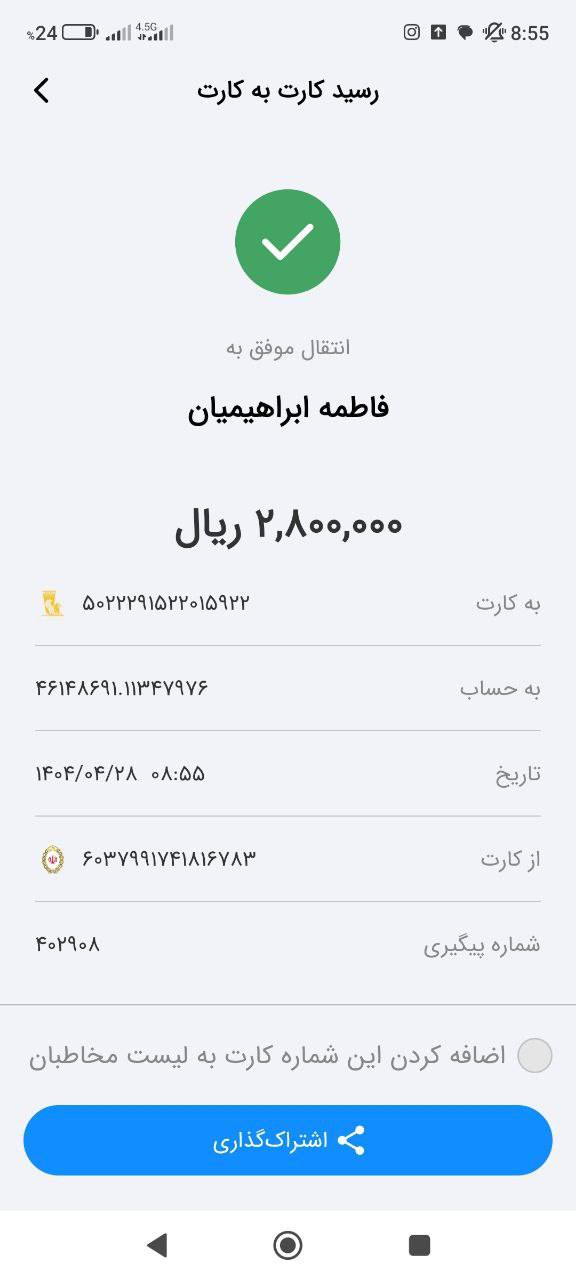 %24 4.5G 8:55
رسید کارت به کارت
انتقال موفق به
فاطمه ابراهیمیان
۲,۸۰۰,۰۰۰ ریال
به کارت ۵۰۲۲۲۹۱۵۲۲۰۱۵۹۲۲
به حساب ۴۶۱۴۸۶۹۱.۱۱۳۴۷۹۷۶
تاریخ ۱۴۰۴/۰۴/۲۸ ۰۸:۵۵
از کارت ۶۰۳۷۹۹۱۷۴۱۸۱۶۷۸۳
شماره پیگیری ۴۰۲۹۰۸
اضافه کردن این شماره کارت به لیست مخاطبان
اشتراک‌گذاری